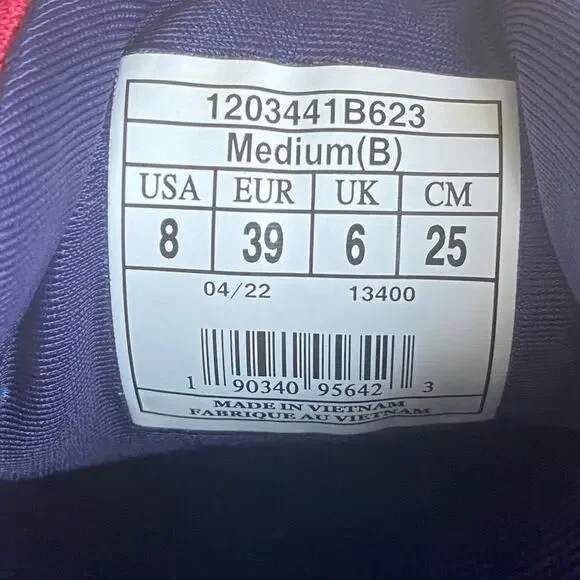 1203441B623
Medium(B)
USA EUR UK CM
8 39 6 25
04/22 13400
1 90340 95642 3
MADE IN VIETNAM
FABRIQUE AU VIETNAM